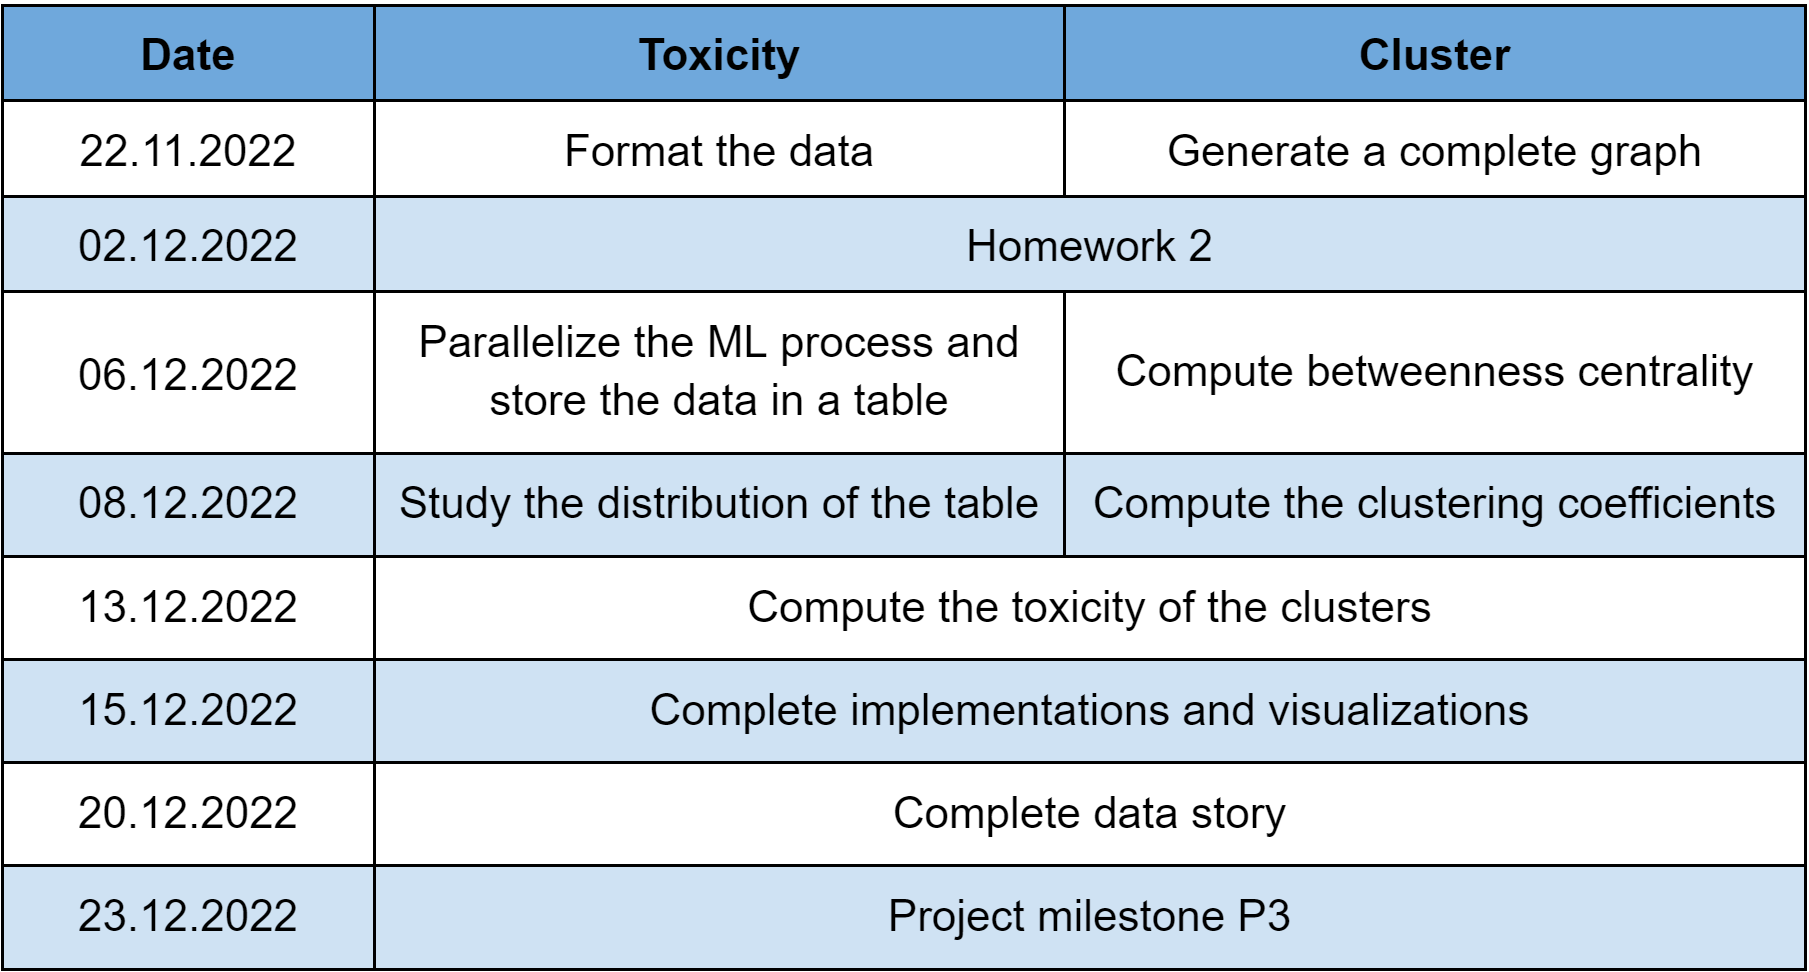 Date Toxicity Cluster
22.11.2022 Format the data Generate a complete graph
02.12.2022 Homework 2
06.12.2022 Parallelize the ML process and
store the data in a table Compute betweenness centrality
08.12.2022 Study the distribution of the table Compute the clustering coefficients
13.12.2022 Compute the toxicity of the clusters
15.12.2022 Complete implementations and visualizations
20.12.2022 Complete data story
23.12.2022 Project milestone P3